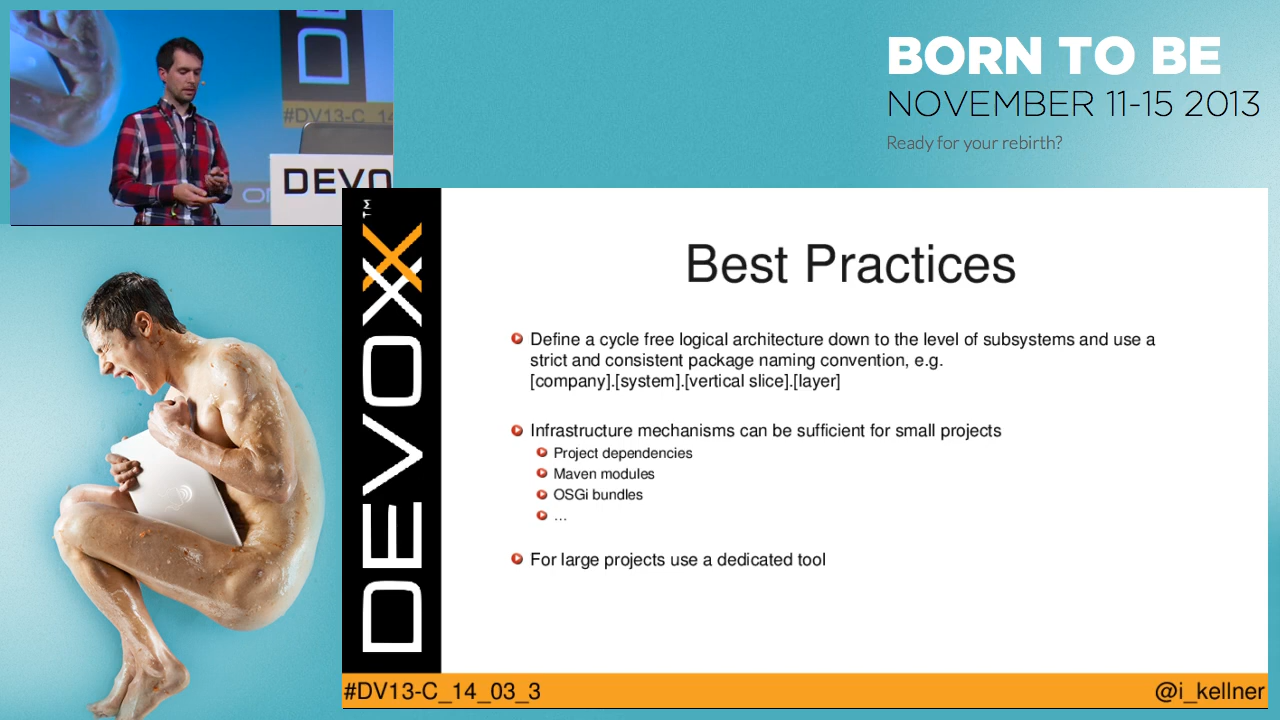 #DV13-C_14
DEVO
BORN TO BE
NOVEMBER 11-15 2013
Ready for your rebirth?
DEVOXX™
Best Practices
Define a cycle free logical architecture down to the level of subsystems and use a
strict and consistent package naming convention, e.g.
[company].[system].[vertical slice].[layer]
Infrastructure mechanisms can be sufficient for small projects
Project dependencies
Maven modules
OSGi bundles
...
For large projects use a dedicated tool
#DV13-C_14_03_3
@i_kellner